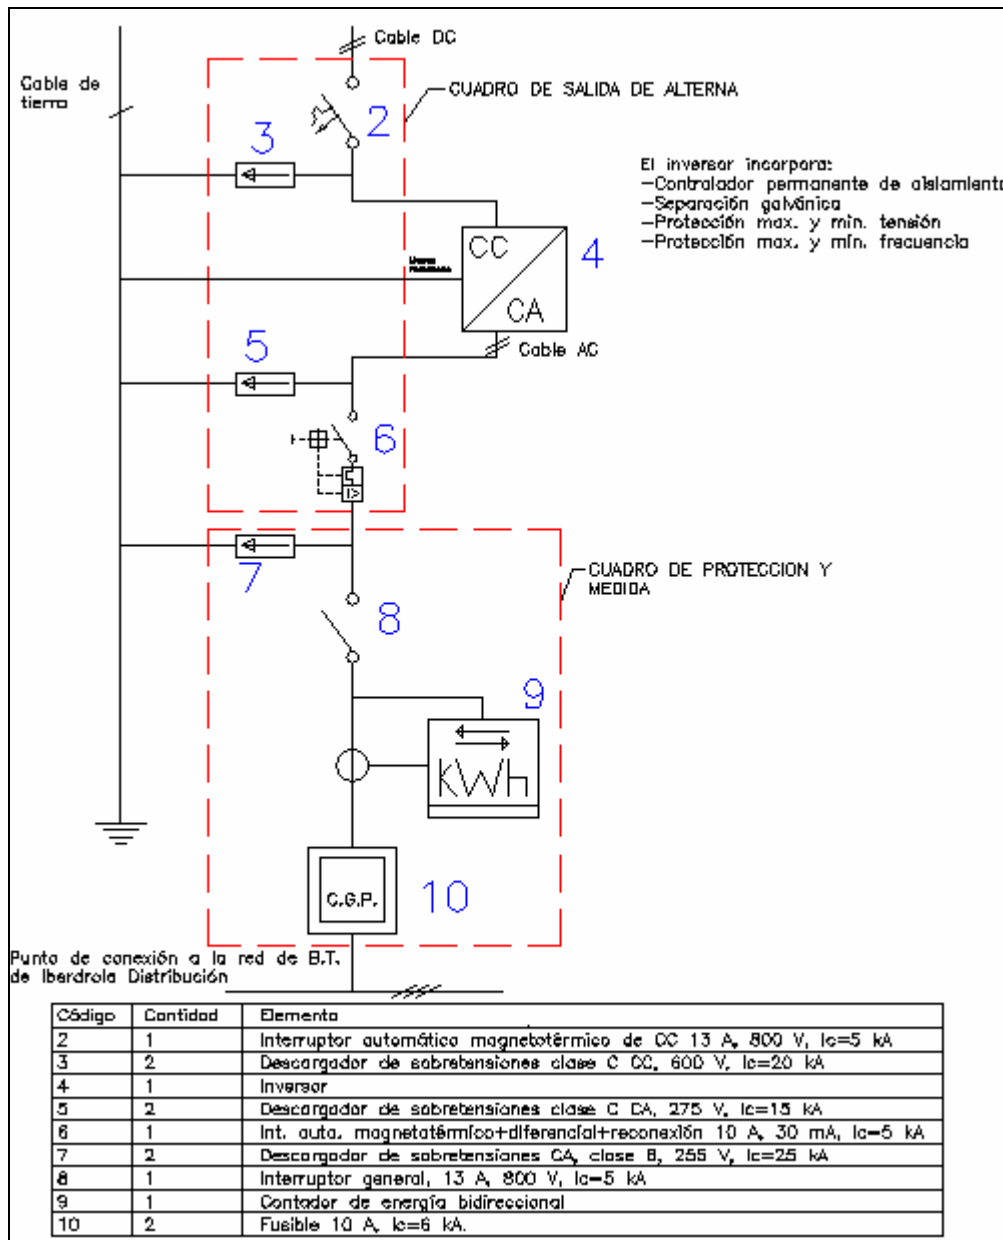 Cable DC
Cable de
tierra
CUADRO DE SALIDA DE ALTERNA
2
3
El inversor incorpora:
-Controlador permanente de aislamiento
-Separación galvánica
-Protección max. y min. tensión
-Protección max. y min. frecuencia
CC
CA
4
Cable AC
5
6
7
CUADRO DE PROTECCION Y
MEDIDA
8
9
KWh
C.G.P.
10
Punto de conexión a la red de B.T.
de Iberdrola Distribución
Código Cantidad Elemento
2 1 Interruptor automático magnetotérmico de CC 13 A, 800 V, Ic=5 kA
3 2 Descargador de sobretensiones clase C CC, 600 V, Ic=20 kA
4 1 Inversor
5 2 Descargador de sobretensiones clase C CA, 275 V, Ic=15 kA
6 1 Int. auto. magnetotérmico+diferencial+reconexión 10 A, 30 mA, Ic=5 kA
7 2 Descargador de sobretensiones CA, clase B, 255 V, Ic=25 kA
8 1 Interruptor general, 13 A, 800 V, Ic=5 kA
9 1 Contador de energía bidireccional
10 2 Fusible 10 A, Ic=6 kA.